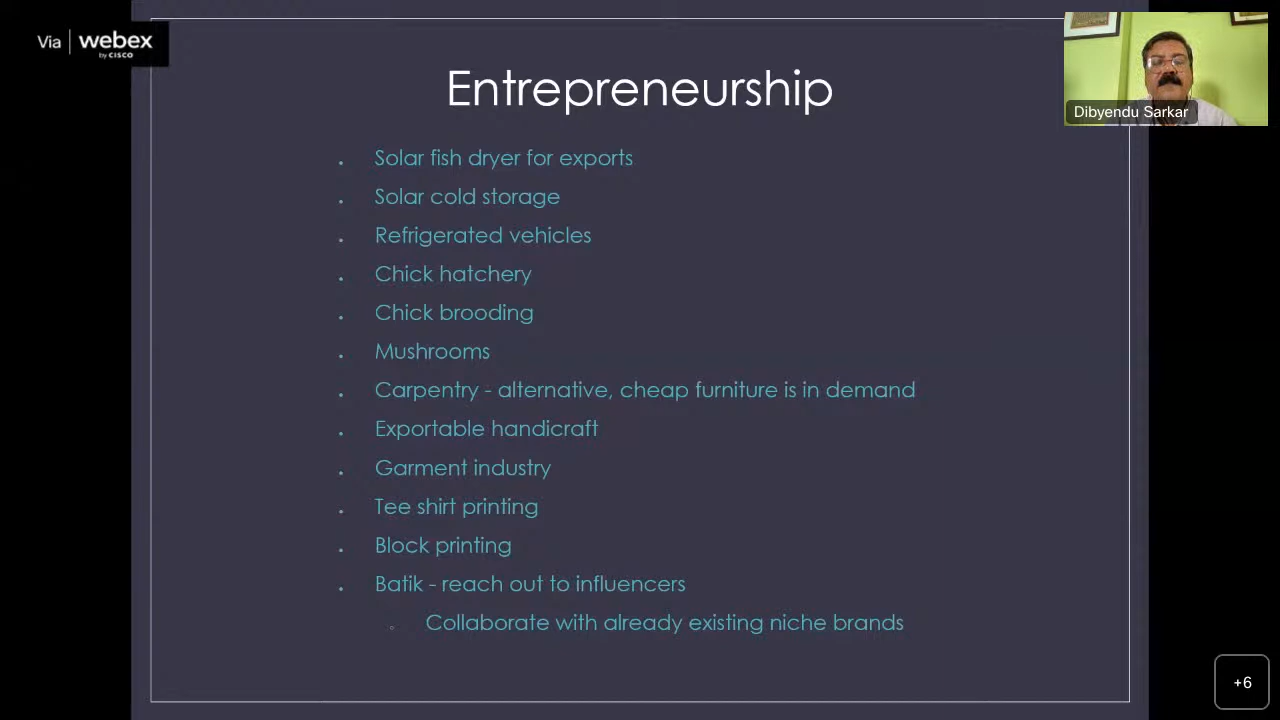 Via webex
by CISCO
Entrepreneurship
Dibyendu Sarkar
. Solar fish dryer for exports
. Solar cold storage
. Refrigerated vehicles
. Chick hatchery
. Chick brooding
. Mushrooms
. Carpentry - alternative, cheap furniture is in demand
. Exportable handicraft
. Garment industry
. Tee shirt printing
. Block printing
. Batik - reach out to influencers
○ Collaborate with already existing niche brands
+6